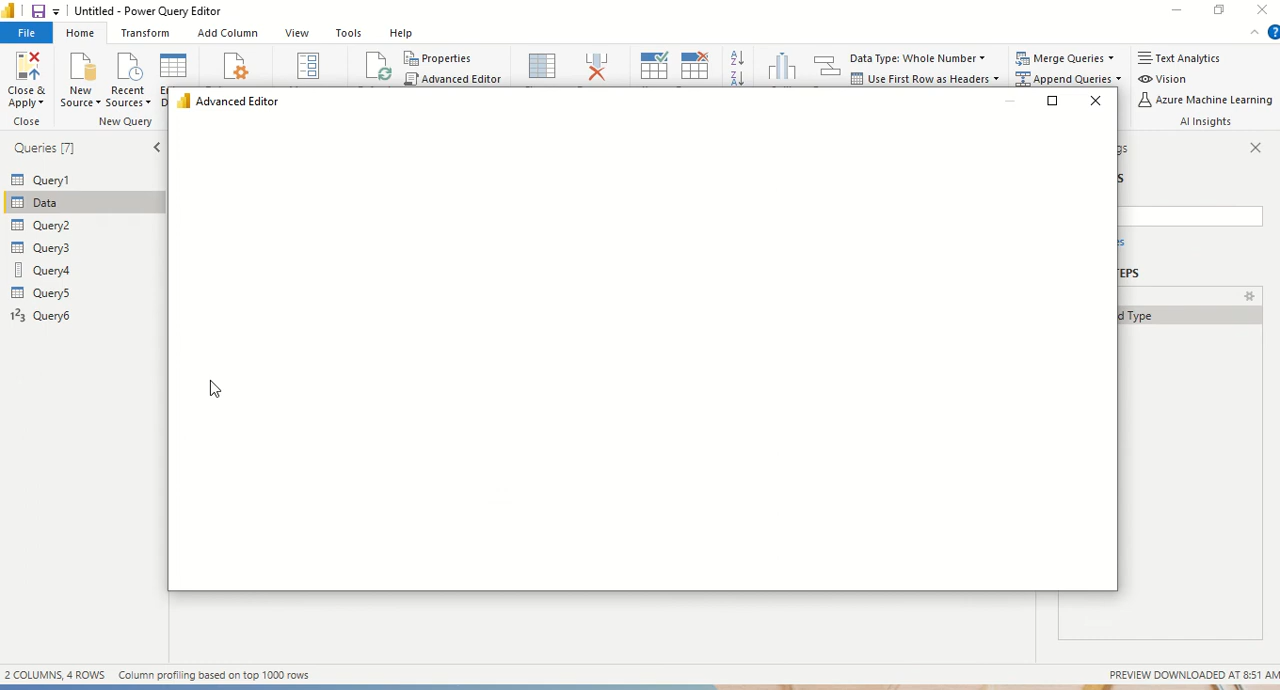 Untitled - Power Query Editor
File Home Transform Add Column View Tools Help
Close & Apply
New Source
Recent Sources
Properties
Advanced Editor
Data Type: Whole Number
Use First Row as Headers
Merge Queries
Append Queries
Text Analytics
Vision
Azure Machine Learning
Close
New Query
AI Insights
Advanced Editor
Queries [7]
Query1
Data
Query2
Query3
Query4
Query5
1²3 Query6
2 COLUMNS, 4 ROWS Column profiling based on top 1000 rows
PREVIEW DOWNLOADED AT 8:51 AM